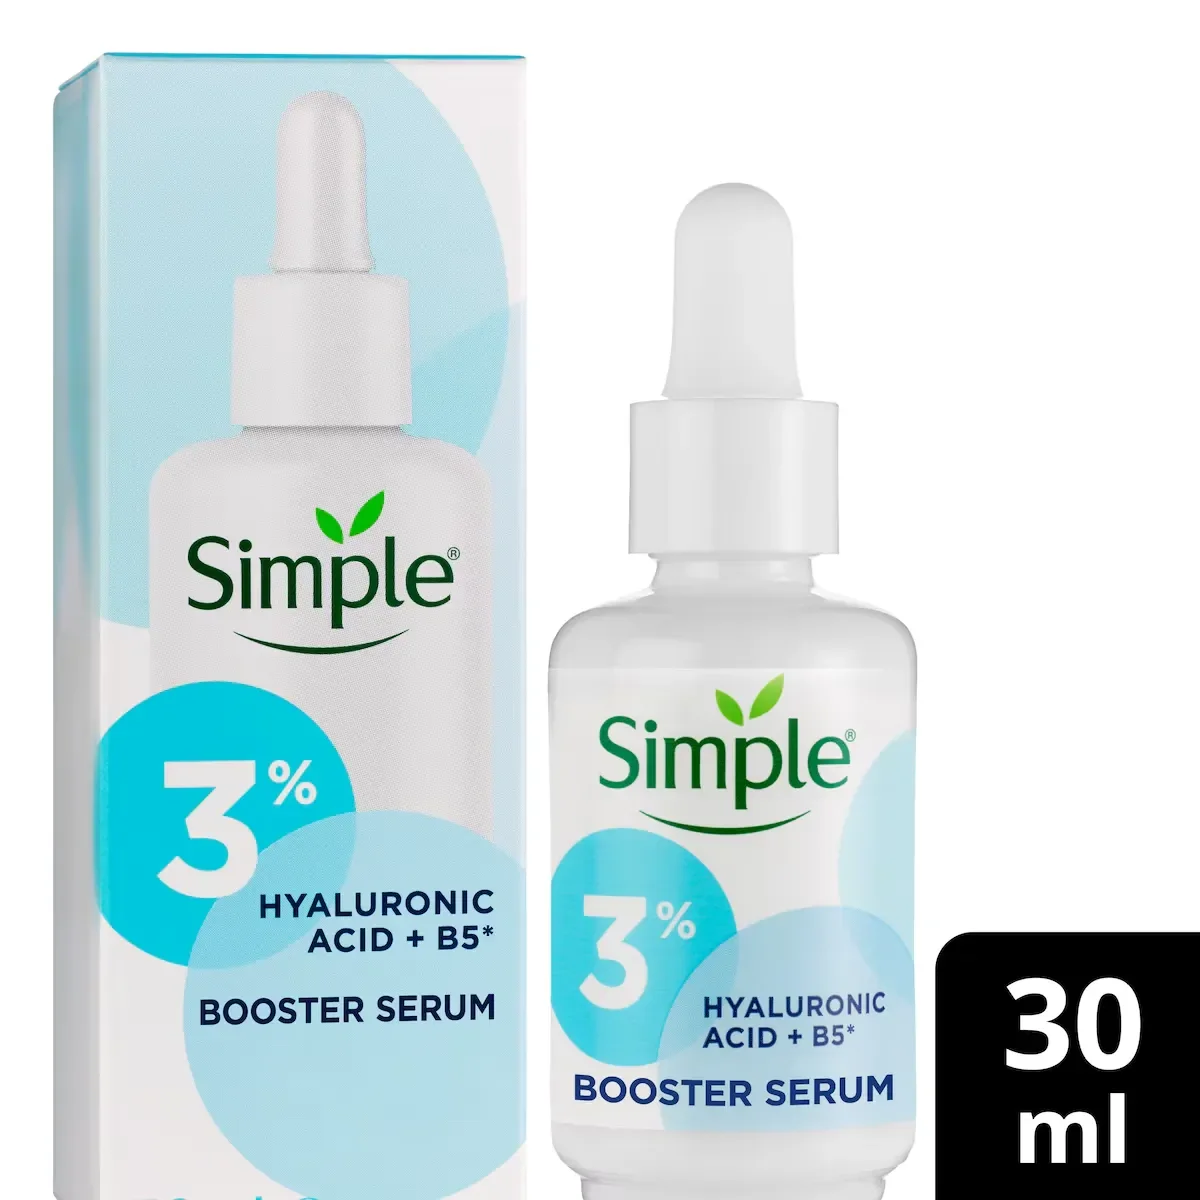 Simple®
3%
HYALURONIC
ACID + B5*
BOOSTER SERUM
Simple®
3%
HYALURONIC
ACID + B5*
BOOSTER SERUM
30
ml